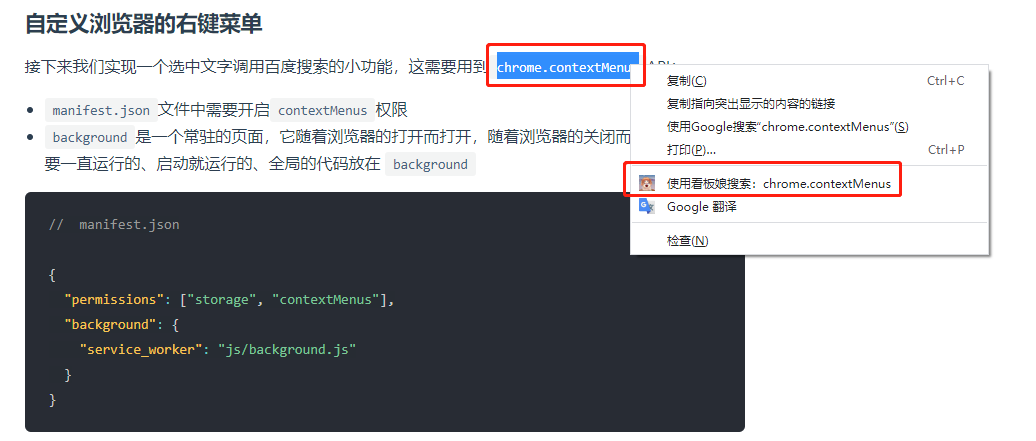 自定义浏览器的右键菜单
接下来我们实现一个选中文字调用百度搜索的小功能，这需要用到 chrome.contextMenu
manifest.json 文件中需要开启 contextMenus 权限
background 是一个常驻的页面，它随着浏览器的打开而打开，随着浏览器的关闭而
要一直运行的、启动就运行的、全局的代码放在 background
复制(C) Ctrl+C
复制指向突出显示的内容的链接
使用Google搜索“chrome.contextMenus”(S)
打印(P)... Ctrl+P
使用看板娘搜索：chrome.contextMenus
Google 翻译
检查(N)
// manifest.json
{
"permissions": ["storage", "contextMenus"],
"background": {
"service_worker": "js/background.js"
}
}